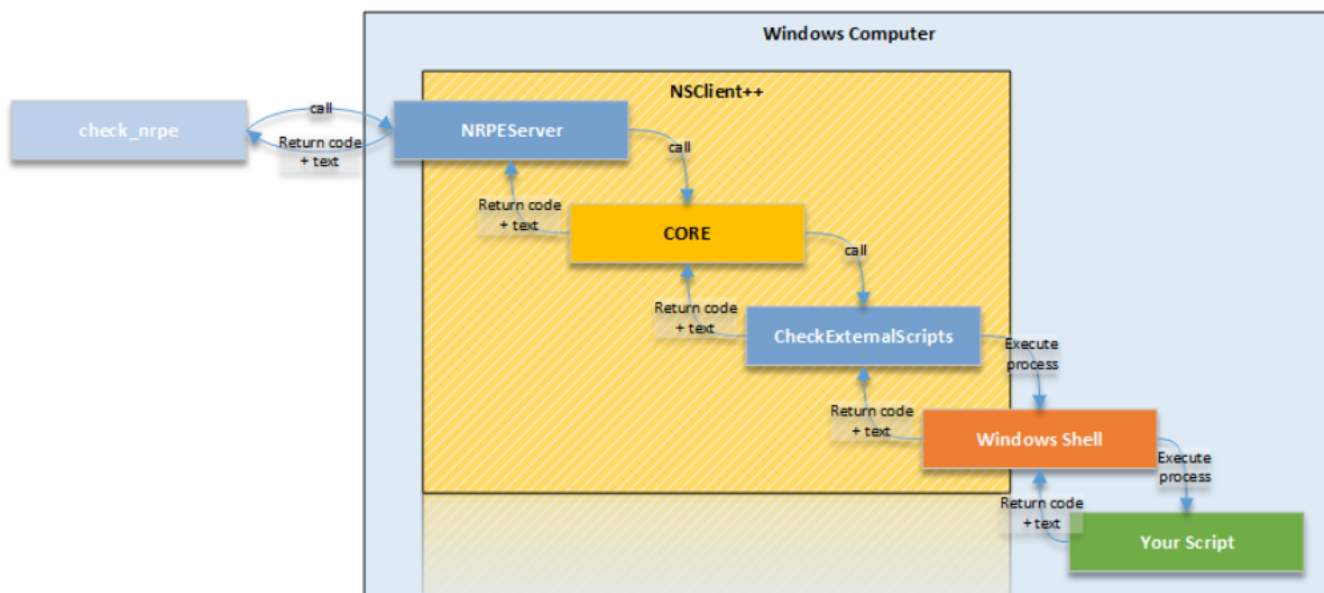 Windows Computer
NSClient++
check_nrpe
call
Return code
+ text
NRPEServer
call
Return code
+ text
CORE
call
Return code
+ text
CheckExternalScripts
Execute
process
Return code
+ text
Windows Shell
Execute
process
Return code
+ text
Your Script